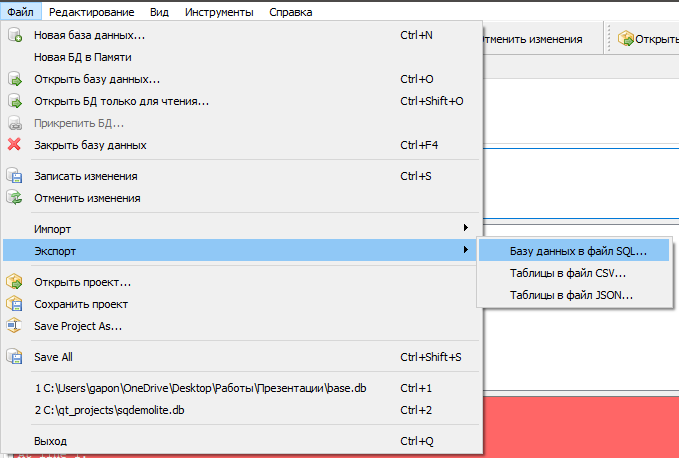 Файл Редактирование Вид Инструменты Справка
Новая база данных... Ctrl+N
Отменить изменения Открыть
Новая БД в Памяти
Открыть базу данных... Ctrl+O
Открыть БД только для чтения... Ctrl+Shift+O
Прикрепить БД...
Закрыть базу данных Ctrl+F4
Записать изменения Ctrl+S
Отменить изменения
Импорт
Экспорт
Базу данных в файл SQL...
Таблицы в файл CSV...
Таблицы в файл JSON...
Открыть проект...
Сохранить проект
Save Project As...
Save All Ctrl+Shift+S
1 C:\Users\gapon\OneDrive\Desktop\Работы\Презентации\base.db Ctrl+1
2 C:\qt_projects\sqdemolite.db Ctrl+2
Выход Ctrl+Q